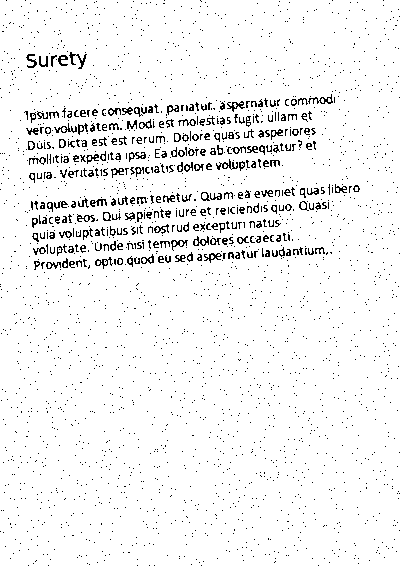 Surety
Ipsum facere consequat. pariatur. aspernatur commodi
vero voluptatem. Modi est molestias fugit. ullam et
Duis. Dicta est est rerum. Dolore quas ut asperiores
mollitia expedita ipsa. Ea dolore ab consequatur? et
quia. Veritatis perspiciatis dolore voluptatem.
Itaque autem autem tenetur. Quam ea eveniet quas libero
placeat eos. Qui sapiente iure et reiciendis quo. Quasi
quia voluptatibus sit nostrud excepturi natus
voluptate. Unde nisi tempor dolores occaecati.
Provident, optio quod eu sed aspernatur laudantium.